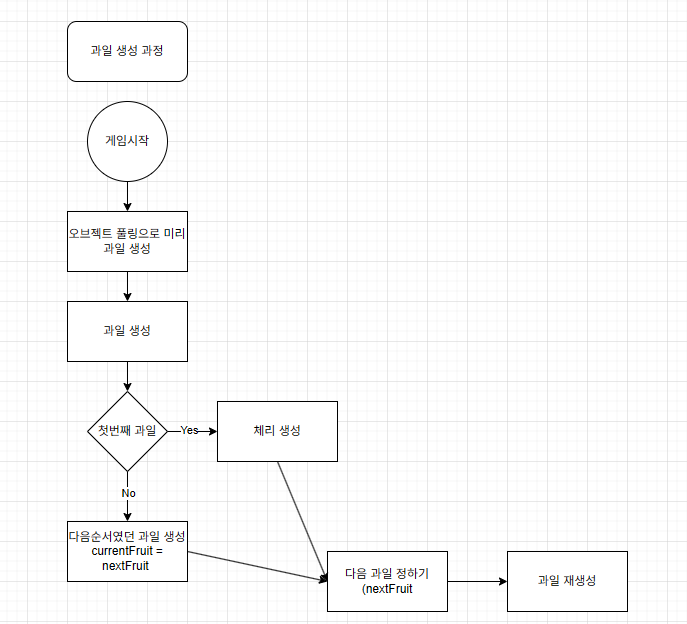 과일 생성 과정
게임시작
오브젝트 풀링으로 미리
과일 생성
과일 생성
첫번째 과일
Yes
체리 생성
No
다음순서였던 과일 생성
currentFruit =
nextFruit
다음 과일 정하기
(nextFruit
과일 재생성